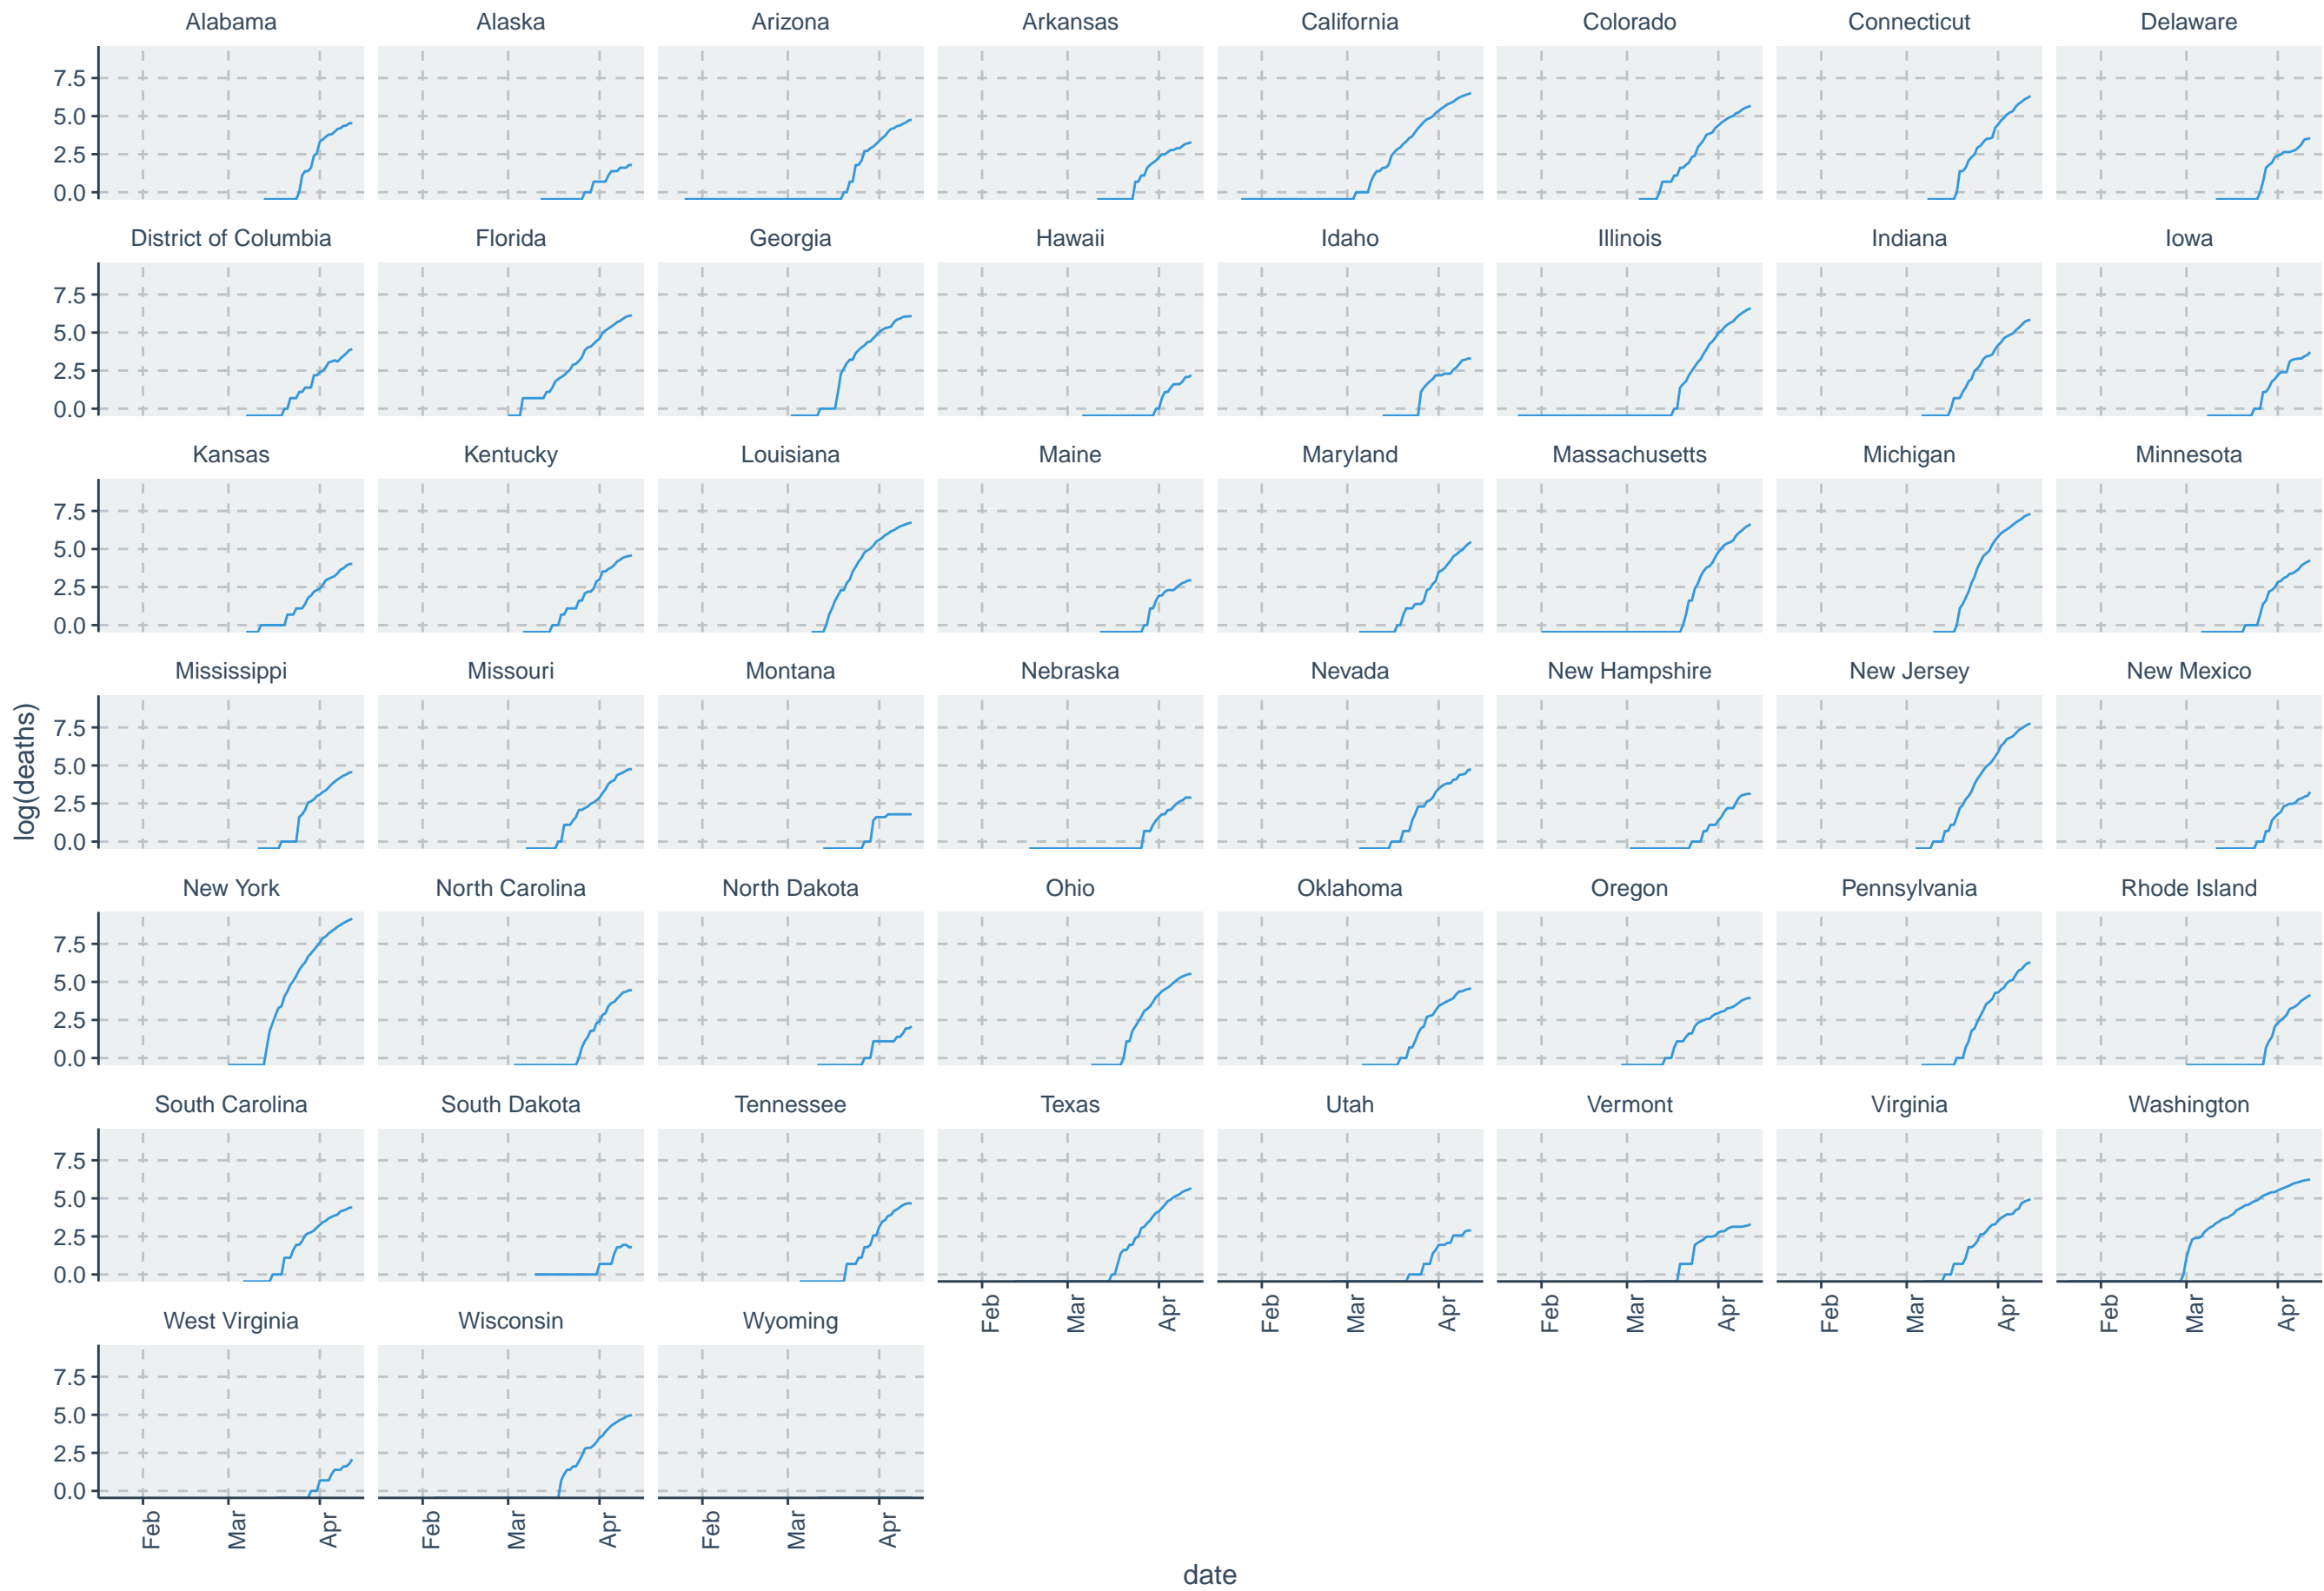 Alabama Alaska Arizona Arkansas California Colorado Connecticut Delaware
7.5
5.0
2.5
0.0
District of Columbia Florida Georgia Hawaii Idaho Illinois Indiana Iowa
7.5
5.0
2.5
0.0
Kansas Kentucky Louisiana Maine Maryland Massachusetts Michigan Minnesota
7.5
5.0
2.5
0.0
Mississippi Missouri Montana Nebraska Nevada New Hampshire New Jersey New Mexico
log(deaths)
7.5
5.0
2.5
0.0
New York North Carolina North Dakota Ohio Oklahoma Oregon Pennsylvania Rhode Island
7.5
5.0
2.5
0.0
South Carolina South Dakota Tennessee Texas Utah Vermont Virginia Washington
7.5
5.0
2.5
0.0
Feb Mar Apr Feb Mar Apr Feb Mar Apr Feb Mar Apr Feb Mar Apr
West Virginia Wisconsin Wyoming
7.5
5.0
2.5
0.0
Feb Mar Apr Feb Mar Apr Feb Mar Apr
date